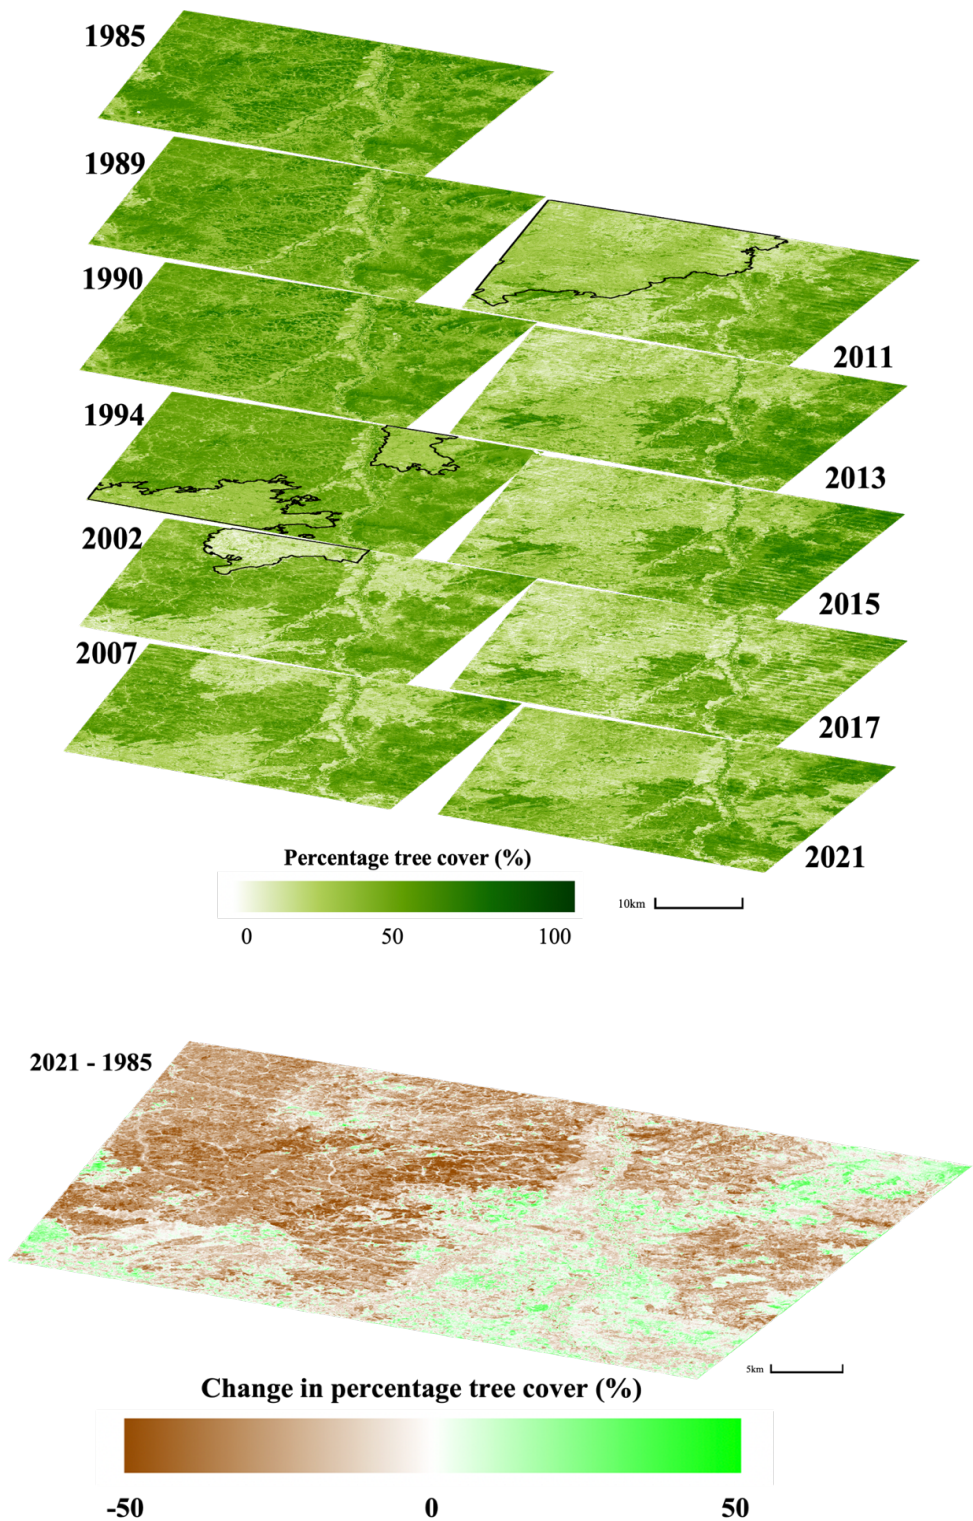 1985
1989
1990
1994
2002
2007
2011
2013
2015
2017
2021
Percentage tree cover (%)
0 50 100
10km
2021 - 1985
5km
Change in percentage tree cover (%)
-50 0 50